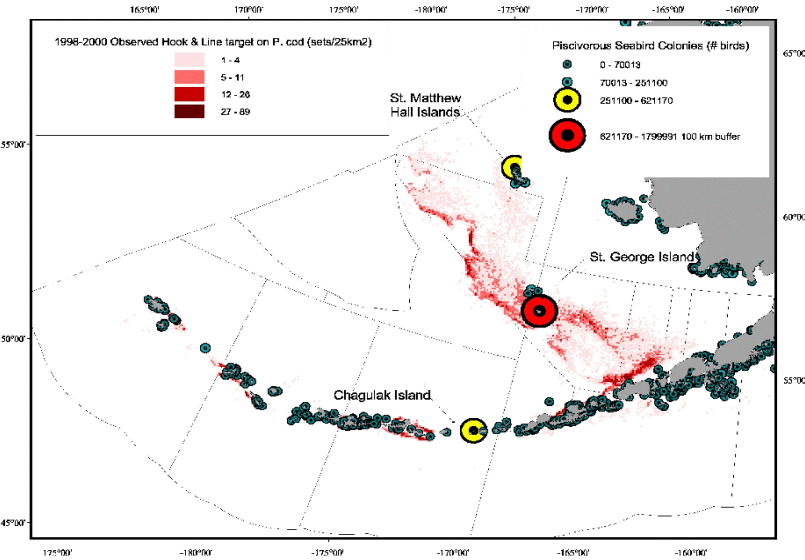 165°00' 170°00' 175°00' -180°00' -175°00' -170°00' -165°00' -160°00'
1998-2000 Observed Hook & Line target on P. cod (sets/25km2)
1 - 4
5 - 11
12 - 26
27 - 89
Piscivorous Seabird Colonies (# birds)
0 - 70013
70013 - 251100
251100 - 621170
621170 - 1799991 100 km buffer
65°00'
St. Matthew
Hall Islands
55°00'
60°00'
St. George Island
50°00'
55°00'
Chagulak Island
45°00'
175°00' -180°00' -175°00' -170°00' -165°00' -160°00'